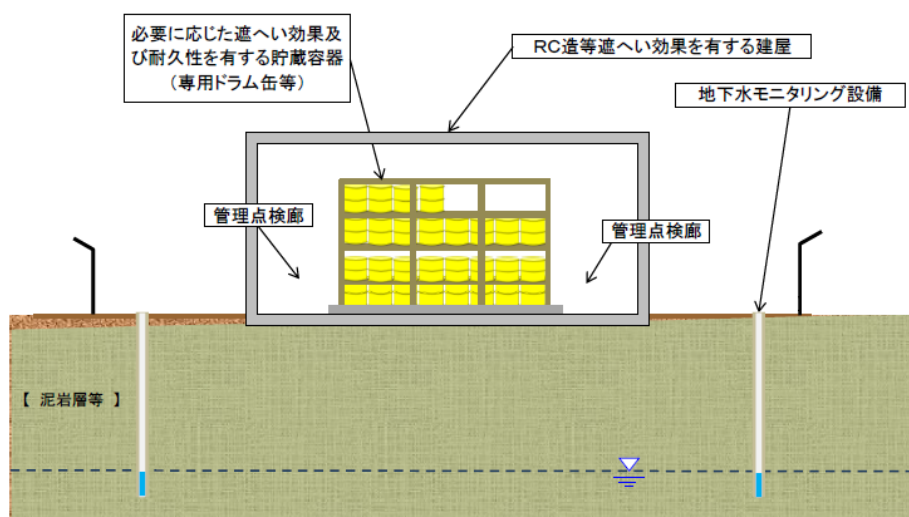 必要に応じた遮へい効果及
び耐久性を有する貯蔵容器
（専用ドラム缶等）
RC造等遮へい効果を有する建屋
地下水モニタリング設備
管理点検廊
管理点検廊
【 泥岩層等 】